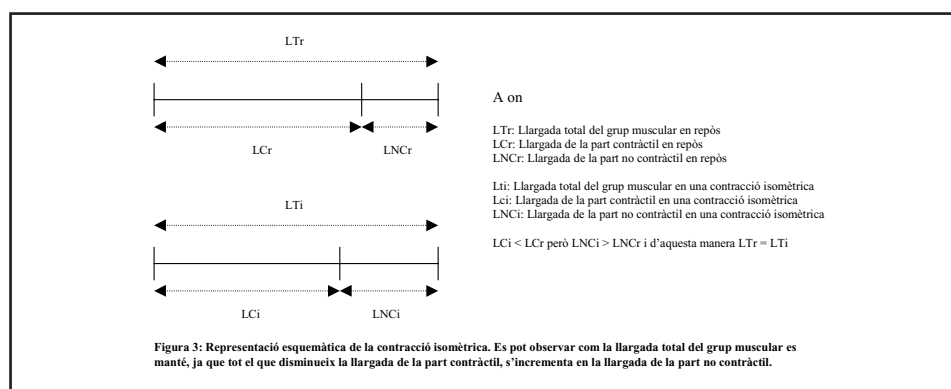 LTr
LCr
LNCr
LTi
LCi
LNCi
A on
LTr: Llargada total del grup muscular en repòs
LCr: Llargada de la part contràctil en repòs
LNCr: Llargada de la part no contràctil en repòs
Lti: Llargada total del grup muscular en una contracció isomètrica
Lci: Llargada de la part contràctil en una contracció isomètrica
LNCi: Llargada de la part no contràctil en una contracció isomètrica
LCi < LCr però LNCi > LNCr i d'aquesta manera LTr = LTi
Figura 3: Representació esquemàtica de la contracció isomètrica. Es pot observar com la llargada total del grup muscular es
manté, ja que tot el que disminueix la llargada de la part contràctil, s'incrementa en la llargada de la part no contràctil.